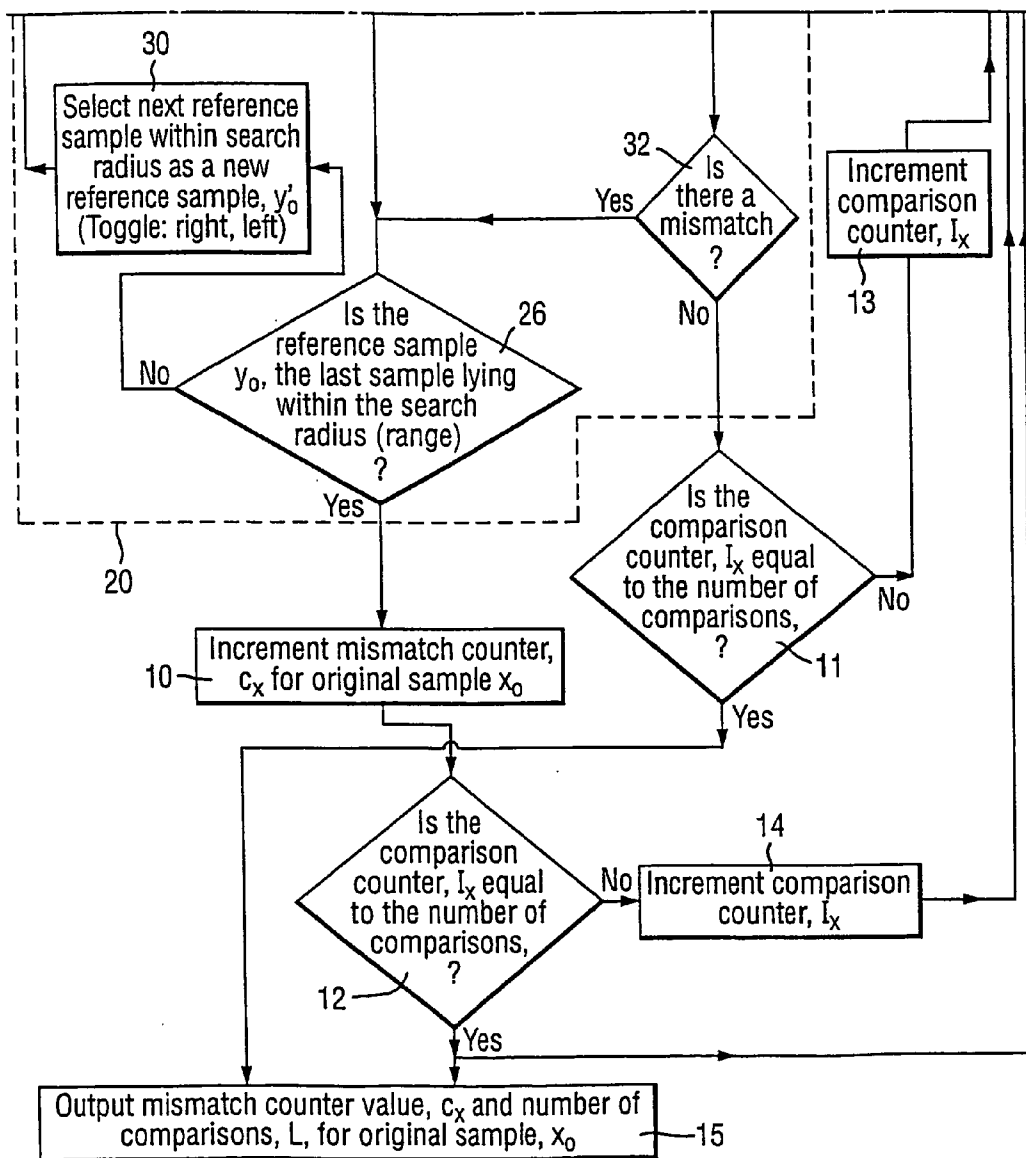 30
Select next reference
sample within search
radius as a new
reference sample, y'₀
(Toggle: right, left)
32
Is
there a
mismatch
?
Yes
No
Increment
comparison
counter, Iₓ
13
Is the
reference sample
y₀, the last sample lying
within the search
radius (range)
?
26
No
Yes
20
Is the
comparison
counter, Iₓ equal
to the number of
comparisons,
?
11
No
Yes
10
Increment mismatch counter,
cₓ for original sample x₀
Is the
comparison
counter, Iₓ equal
to the number of
comparisons,
?
12
No
Yes
14
Increment comparison
counter, Iₓ
Output mismatch counter value, cₓ and number of
comparisons, L, for original sample, x₀
15